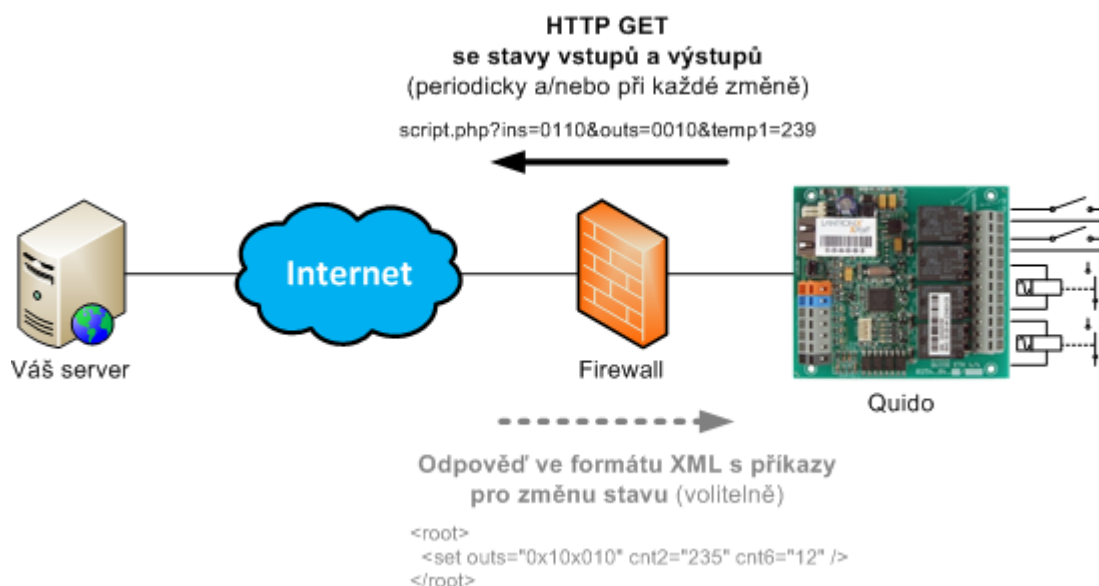 HTTP GET
se stavy vstupů a výstupů
(periodicky a/nebo při každé změně)
script.php?ins=0110&outs=0010&temp1=239
Internet
Váš server
Firewall
Quido
Odpověď ve formátu XML s příkazy
pro změnu stavu (volitelně)
<root>
<set outs="0x10x010" cnt2="235" cnt6="12" />
</root>